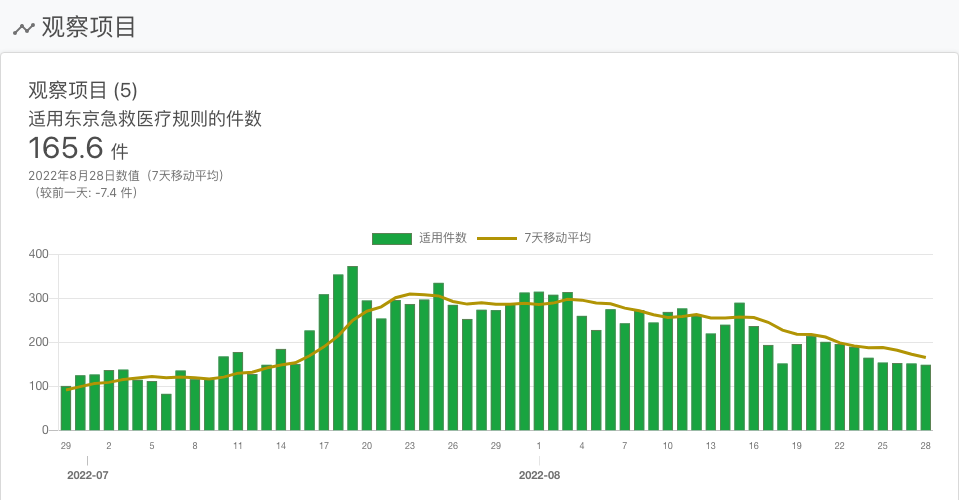 观察项目
观察项目 (5)
适用东京急救医疗规则的件数
165.6 件
2022年8月28日数值（7天移动平均）
（较前一天: -7.4 件）
适用件数 7天移动平均
400
300
200
100
0
29 2 5 8 11 14 17 20 23 26 29 1 4 7 10 13 16 19 22 25 28
2022-07 2022-08